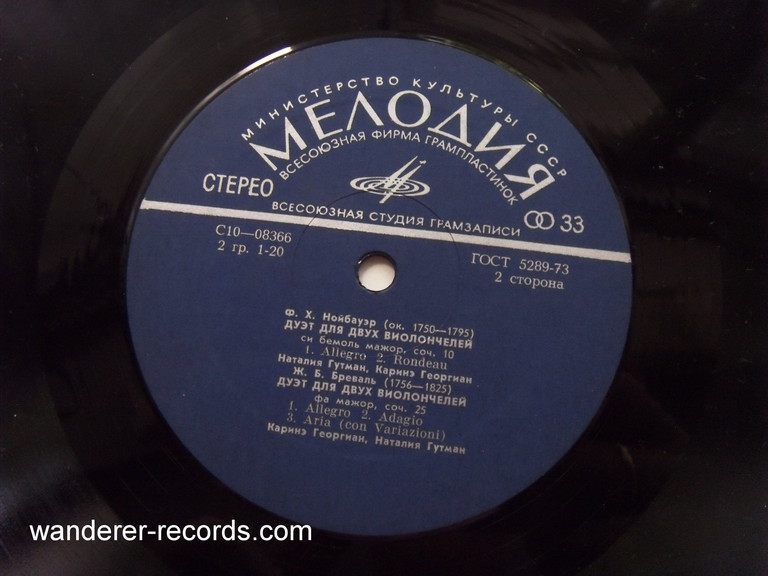 МИНИСТЕРСТВО КУЛЬТУРЫ СССР
МЕЛОДИЯ
ВСЕСОЮЗНАЯ ФИРМА ГРАМПЛАСТИНОК
СТЕРЕО
33
ВСЕСОЮЗНАЯ СТУДИЯ ГРАМЗАПИСИ
С10—08366
2 гр. 1-20
ГОСТ 5289-73
2 сторона
Ф. Х. Нойбауэр (ок. 1750—1795)
ДУЭТ ДЛЯ ДВУХ ВИОЛОНЧЕЛЕЙ
си бемоль мажор, соч. 10
1. Allegro 2. Rondeau
Наталия Гутман, Каринэ Георгиан
Ж. Б. Бреваль (1756—1825)
ДУЭТ ДЛЯ ДВУХ ВИОЛОНЧЕЛЕЙ
фа мажор, соч. 25
1. Allegro 2. Adagio
3. Aria (con Variazioni)
Каринэ Георгиан, Наталия Гутман
wanderer-records.com